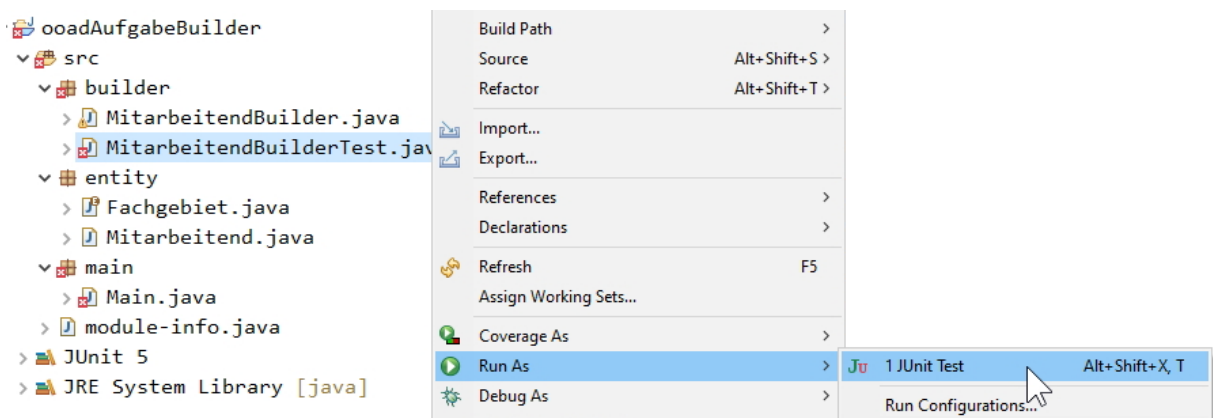 ooadAufgabeBuilder
src
builder
MitarbeitendBuilder.java
MitarbeitendBuilderTest.jav
entity
Fachgebiet.java
Mitarbeitend.java
main
Main.java
module-info.java
JUnit 5
JRE System Library [java]
Build Path >
Source Alt+Shift+S >
Refactor Alt+Shift+T >
Import...
Export...
References >
Declarations >
Refresh F5
Assign Working Sets...
Coverage As >
Run As >
Debug As >
JU 1 JUnit Test Alt+Shift+X, T
Run Configurations...